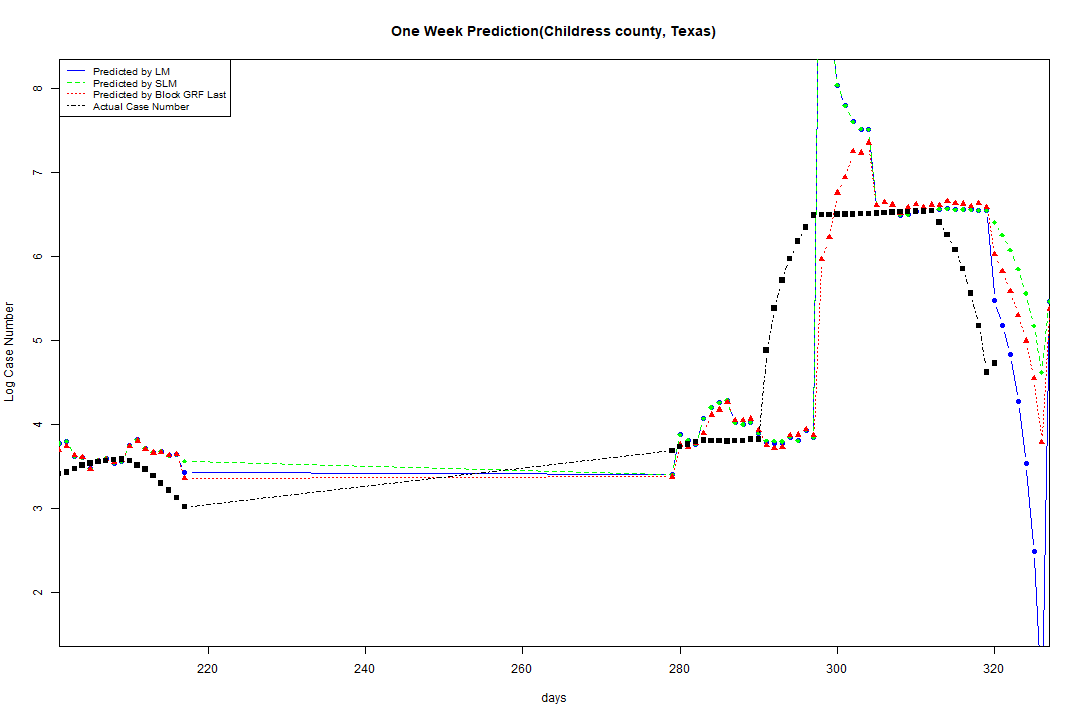 One Week Prediction(Childress county, Texas)
Predicted by LM
Predicted by SLM
Predicted by Block GRF Last
Actual Case Number
8
7
6
5
4
3
2
Log Case Number
220 240 260 280 300 320
days